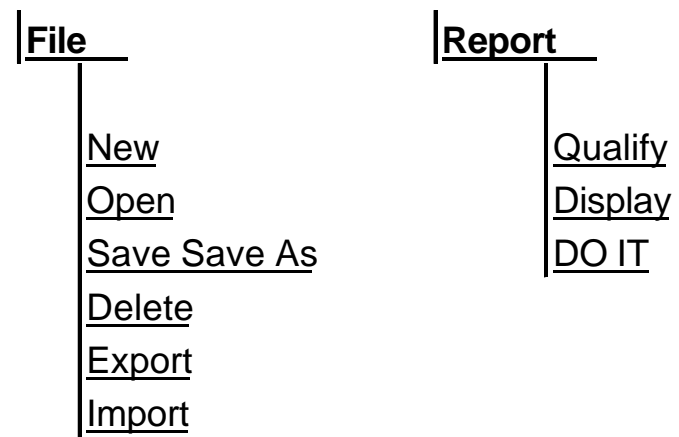 File
New
Open
Save Save As
Delete
Export
Import
Report
Qualify
Display
DO IT